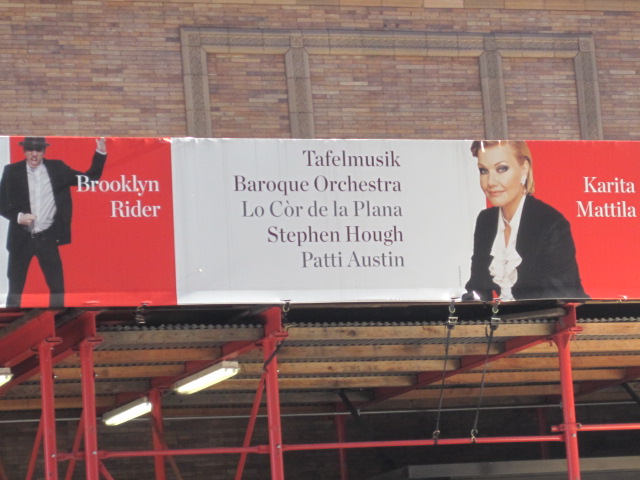 Brooklyn
Rider
Tafelmusik
Baroque Orchestra
Lo Còr de la Plana
Stephen Hough
Patti Austin
Karita
Mattila